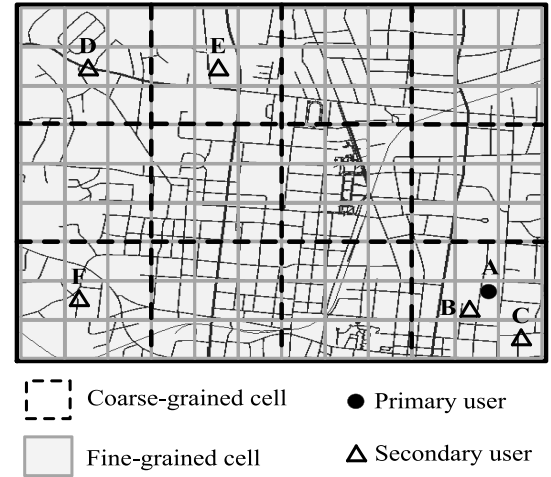 D
E
A
F
B
C
Coarse-grained cell
Primary user
Fine-grained cell
Secondary user